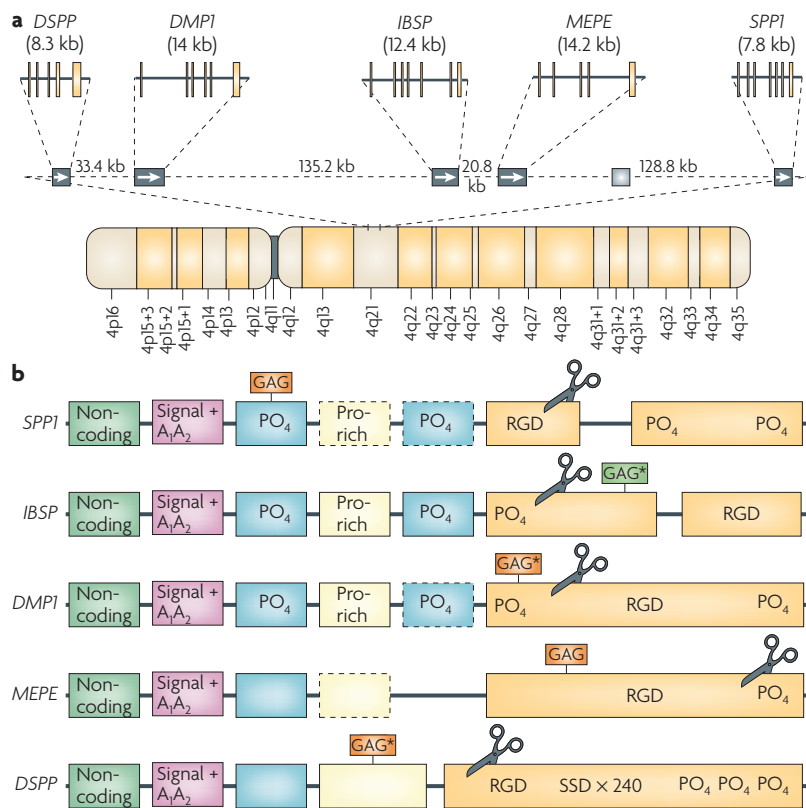 a
DSPP
(8.3 kb)
DMP1
(14 kb)
IBSP
(12.4 kb)
MEPE
(14.2 kb)
SPP1
(7.8 kb)
33.4 kb
135.2 kb
20.8
kb
128.8 kb
4p16
4p15+3
4p15+2
4p15+1
4p14
4p13
4p12
4q11
4q12
4q13
4q21
4q22
4q23
4q24
4q25
4q26
4q27
4q28
4q31+1
4q31+2
4q31+3
4q32
4q33
4q34
4q35
b
SPP1
Non-
coding
Signal +
A₁A₂
GAG
PO₄
Pro-
rich
PO₄
RGD
PO₄
PO₄
IBSP
Non-
coding
Signal +
A₁A₂
PO₄
Pro-
rich
PO₄
PO₄
GAG*
RGD
DMP1
Non-
coding
Signal +
A₁A₂
PO₄
Pro-
rich
PO₄
GAG*
PO₄
RGD
PO₄
MEPE
Non-
coding
Signal +
A₁A₂
GAG
RGD
PO₄
DSPP
Non-
coding
Signal +
A₁A₂
GAG*
RGD
SSD × 240
PO₄ PO₄ PO₄